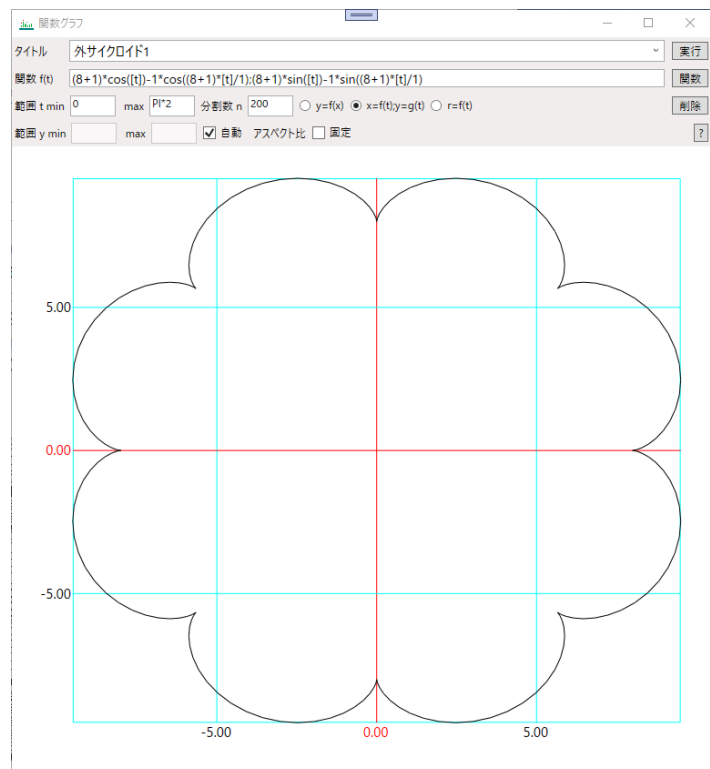 関数グラフ
タイトル 外サイクロイド1 実行
関数 f(t) (8+1)*cos([t])-1*cos((8+1)*[t]/1);(8+1)*sin([t])-1*sin((8+1)*[t]/1) 関数
範囲 t min 0 max PI*2 分割数 n 200 y=f(x) x=f(t);y=g(t) r=f(t) 削除
範囲 y min max 自動 アスペクト比 固定 ?
5.00
0.00
-5.00
-5.00 0.00 5.00